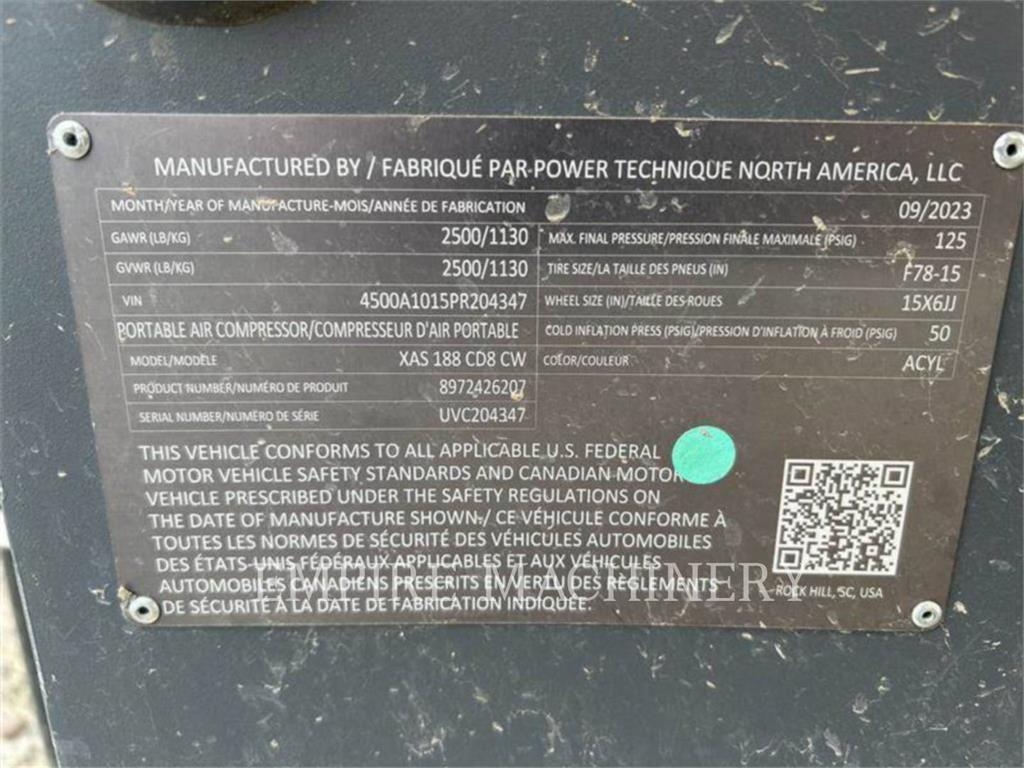 MANUFACTURED BY / FABRIQUÉ PAR POWER TECHNIQUE NORTH AMERICA, LLC
MONTH/YEAR OF MANUFACTURE-MOIS/ANNÉE DE FABRICATION 09/2023
GAWR (LB/KG) 2500/1130 MAX. FINAL PRESSURE/PRESSION FINALE MAXIMALE (PSIG) 125
GVWR (LB/KG) 2500/1130 TIRE SIZE/LA TAILLE DES PNEUS (IN) F78-15
VIN 4500A1015PR204347 WHEEL SIZE (IN)/TAILLE DES ROUES 15X6JJ
PORTABLE AIR COMPRESSOR/COMPRESSEUR D'AIR PORTABLE COLD INFLATION PRESS (PSIG)/PRESSION D'INFLATION À FROID (PSIG) 50
MODEL/MODÈLE XAS 188 CD8 CW COLOR/COULEUR ACYL
PRODUCT NUMBER/NUMÉRO DE PRODUIT 8972426207
SERIAL NUMBER/NUMÉRO DE SÉRIE UVC204347
THIS VEHICLE CONFORMS TO ALL APPLICABLE U.S. FEDERAL
MOTOR VEHICLE SAFETY STANDARDS AND CANADIAN MOTOR
VEHICLE PRESCRIBED UNDER THE SAFETY REGULATIONS ON
THE DATE OF MANUFACTURE SHOWN / CE VÉHICULE CONFORME À
TOUTES LES NORMES DE SÉCURITÉ DES VÉHICULES AUTOMOBILES
DES ÉTATS-UNIS FÉDÉRAUX APPLICABLES ET AUX VÉHICULES
AUTOMOBILES CANADIENS PRESCRITS EN VERTU DES RÈGLEMENTS
DE SÉCURITÉ À LA DATE DE FABRICATION INDIQUÉE.
ROCK HILL, SC, USA
EMPIRE MACHINERY